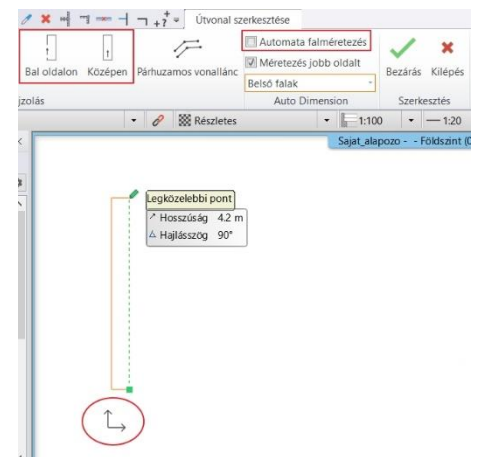 Útvonal szerkesztése
Automata falméretezés
Méretezés jobb oldalt
Bal oldalon Középen Párhuzamos vonallánc Bezárás Kilépés
Belső falak
jzolás Auto Dimension Szerkesztés
Részletes 1:100 1:20
Sajat_alapozo - - Földszint (0
Legközelebbi pont
Hosszúság 4.2 m
Hajlásszög 90°